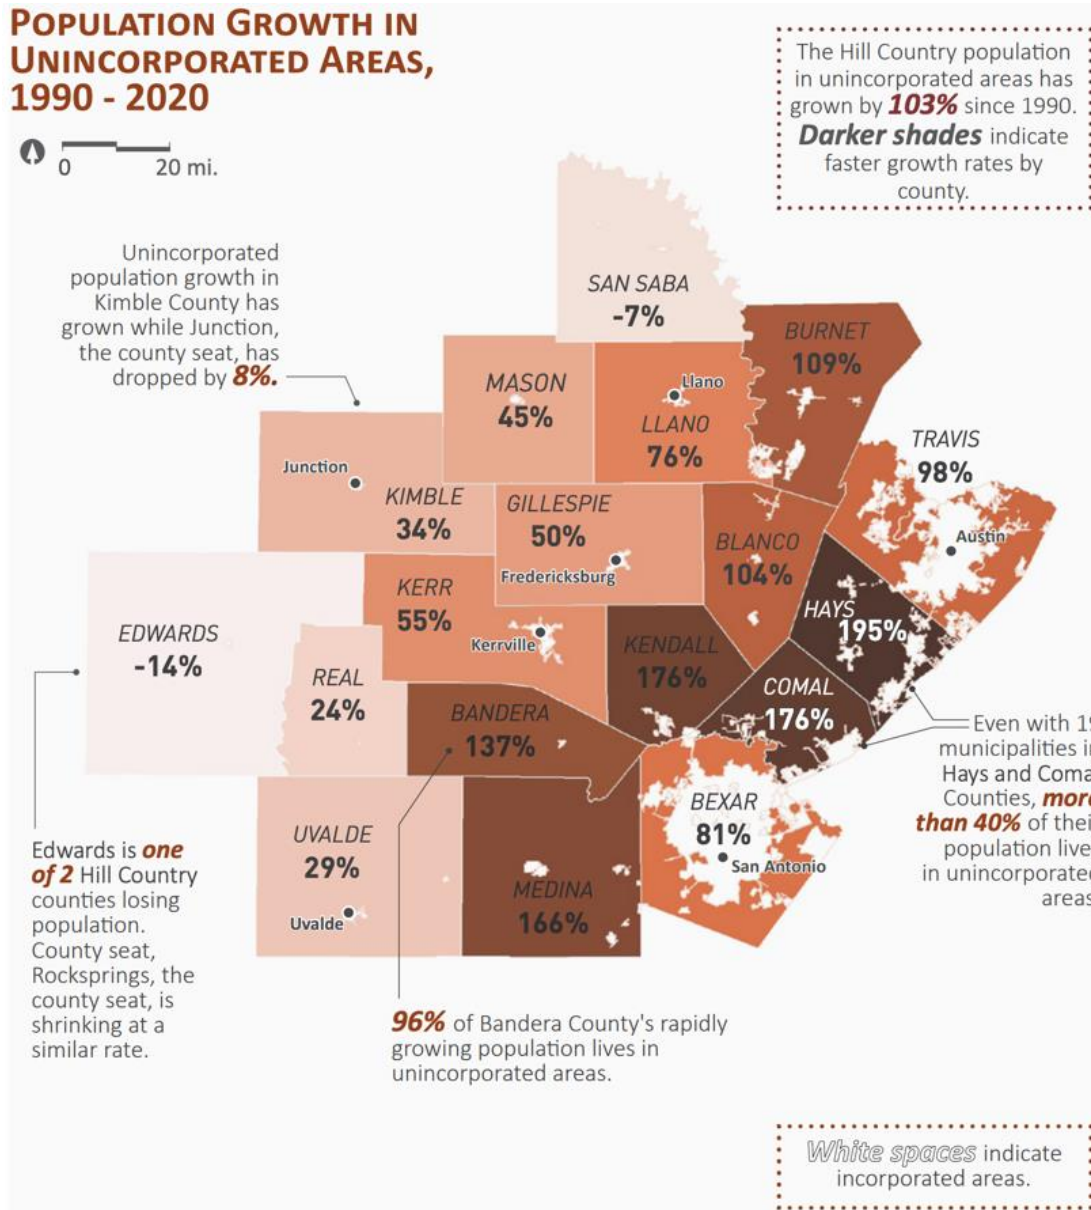 POPULATION GROWTH IN
UNINCORPORATED AREAS,
1990 - 2020
0 20 mi.
The Hill Country population
in unincorporated areas has
grown by 103% since 1990.
Darker shades indicate
faster growth rates by
county.
Unincorporated
population growth in
Kimble County has
grown while Junction,
the county seat, has
dropped by 8%.
SAN SABA
-7%
BURNET
109%
MASON
45%
Llano
LLANO
76%
TRAVIS
98%
Austin
Junction
KIMBLE
34%
GILLESPIE
50%
Fredericksburg
BLANCO
104%
HAYS
195%
EDWARDS
-14%
KERR
55%
Kerrville
KENDALL
176%
COMAL
176%
REAL
24%
BANDERA
137%
Even with 19
municipalities in
Hays and Comal
Counties, more
than 40% of their
population lives
in unincorporated
areas
BEXAR
81%
San Antonio
UVALDE
29%
Uvalde
MEDINA
166%
Edwards is one
of 2 Hill Country
counties losing
population.
County seat,
Rocksprings, the
county seat, is
shrinking at a
similar rate.
96% of Bandera County's rapidly
growing population lives in
unincorporated areas.
White spaces indicate
incorporated areas.